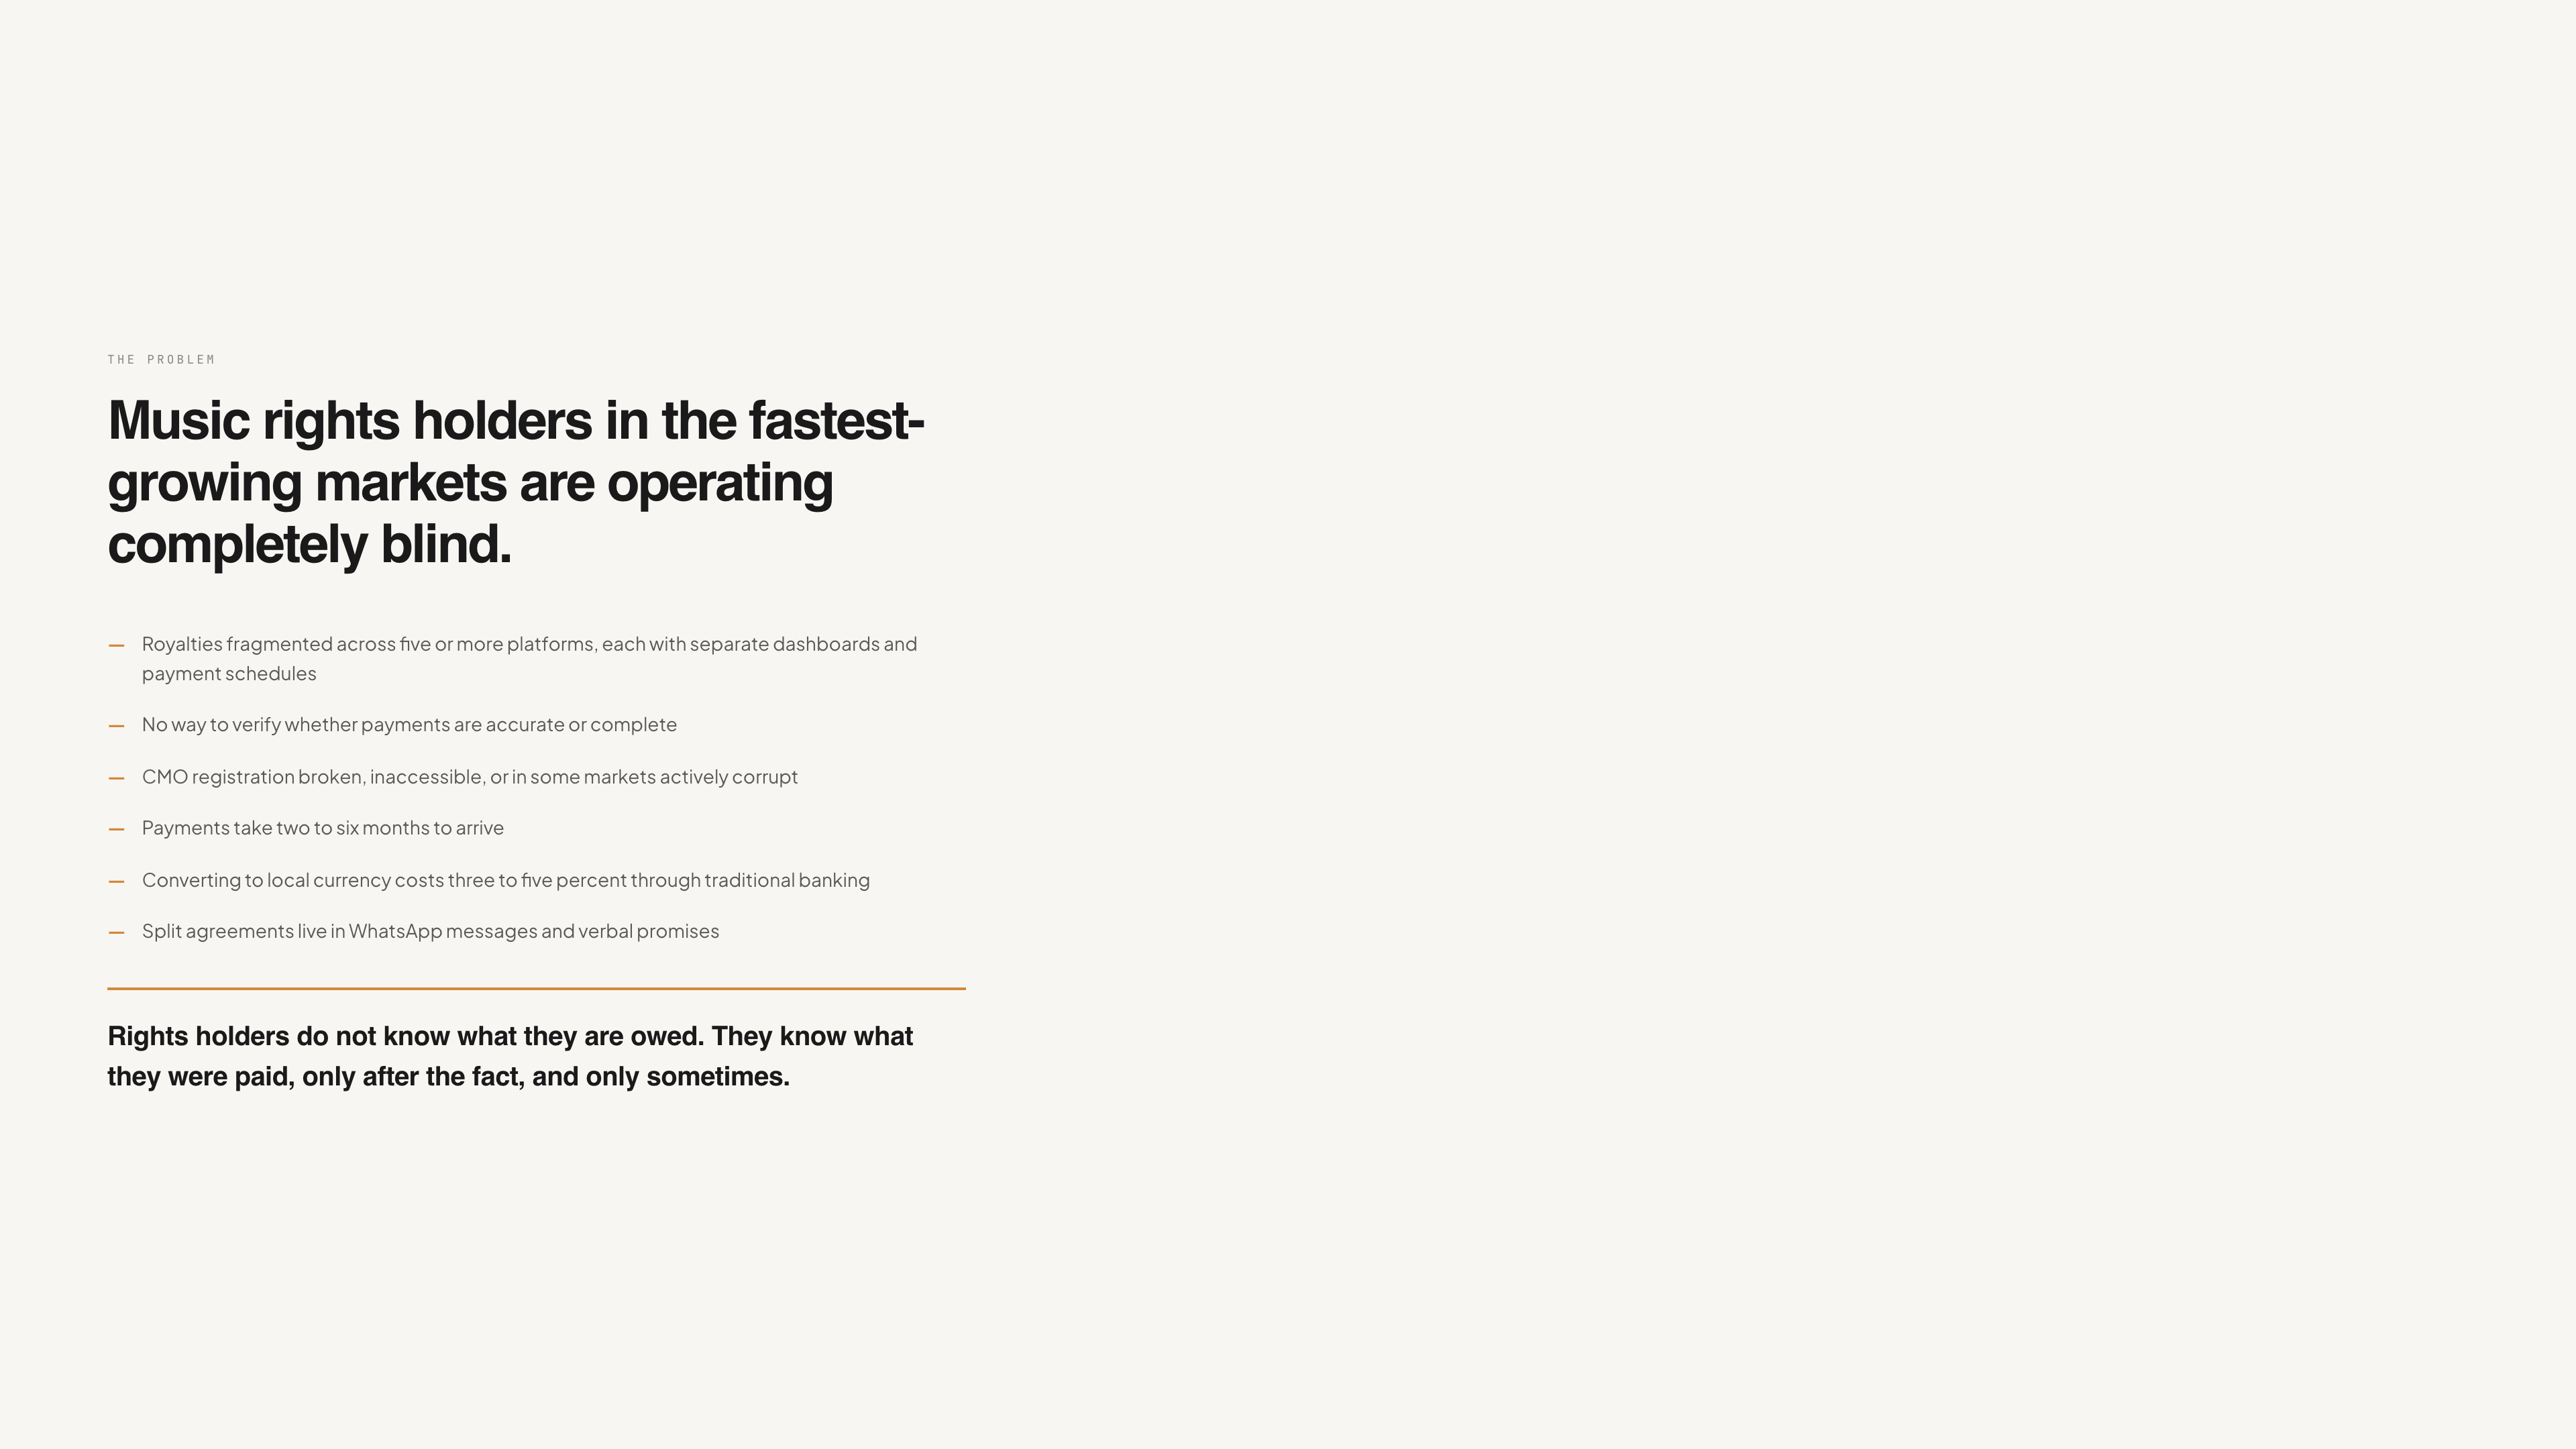 THE PROBLEM
Music rights holders in the fastest-
growing markets are operating
completely blind.
— Royalties fragmented across five or more platforms, each with separate dashboards and
payment schedules
— No way to verify whether payments are accurate or complete
— CMO registration broken, inaccessible, or in some markets actively corrupt
— Payments take two to six months to arrive
— Converting to local currency costs three to five percent through traditional banking
— Split agreements live in WhatsApp messages and verbal promises
Rights holders do not know what they are owed. They know what
they were paid, only after the fact, and only sometimes.